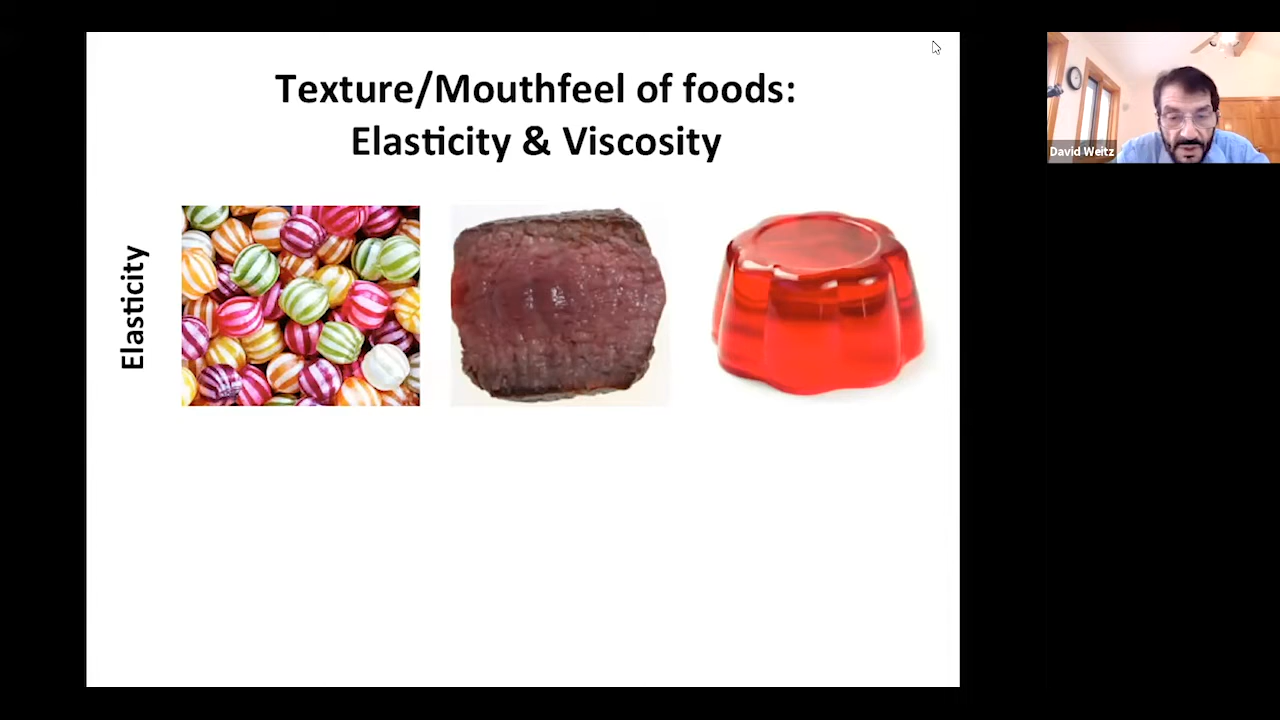 Texture/Mouthfeel of foods:
Elasticity & Viscosity
Elasticity
David Weitz